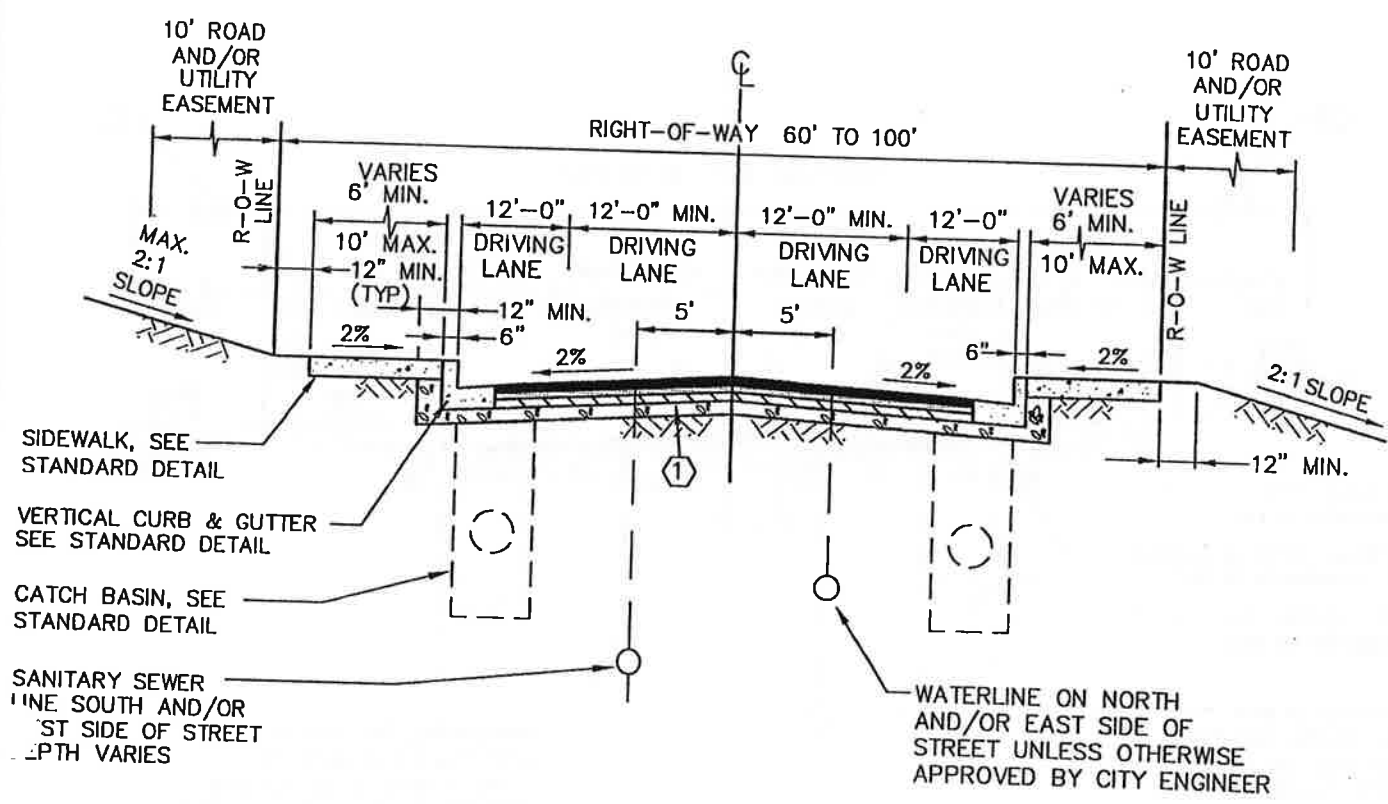 10' ROAD
AND/OR
UTILITY
EASEMENT
℄
10' ROAD
AND/OR
UTILITY
EASEMENT
RIGHT-OF-WAY 60' TO 100'
R-O-W
LINE
VARIES
6' MIN.
10' MAX.
12" MIN.
(TYP)
12'-0"
DRIVING
LANE
12'-0" MIN.
DRIVING
LANE
12'-0" MIN.
DRIVING
LANE
12'-0"
DRIVING
LANE
VARIES
6' MIN.
10' MAX.
R-O-W LINE
MAX.
2:1
SLOPE
12" MIN.
6"
5'
5'
2%
2%
2%
6"
2%
2:1 SLOPE
12" MIN.
1
SIDEWALK, SEE
STANDARD DETAIL
VERTICAL CURB & GUTTER
SEE STANDARD DETAIL
CATCH BASIN, SEE
STANDARD DETAIL
SANITARY SEWER
SOUTH AND/OR
SIDE OF STREET
VARIES
WATERLINE ON NORTH
AND/OR EAST SIDE OF
STREET UNLESS OTHERWISE
APPROVED BY CITY ENGINEER